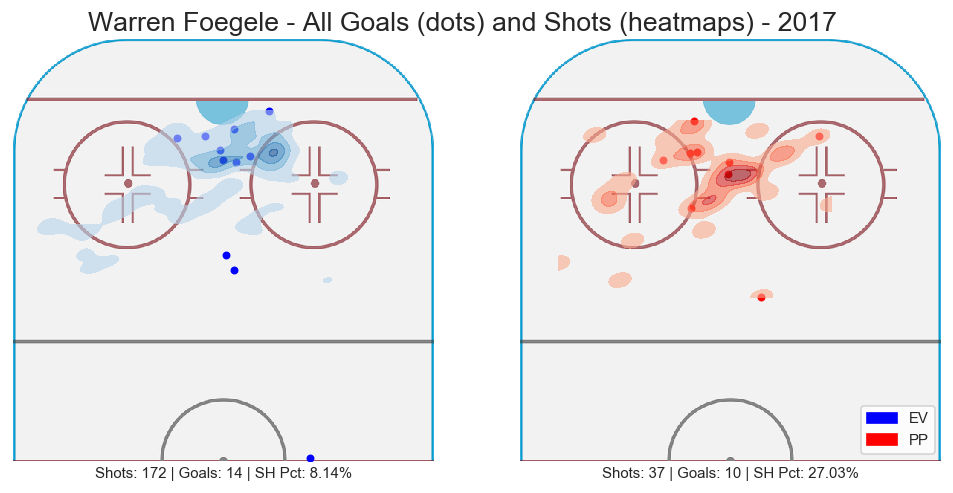 Warren Foegele - All Goals (dots) and Shots (heatmaps) - 2017
EV
PP
Shots: 172 | Goals: 14 | SH Pct: 8.14%
Shots: 37 | Goals: 10 | SH Pct: 27.03%